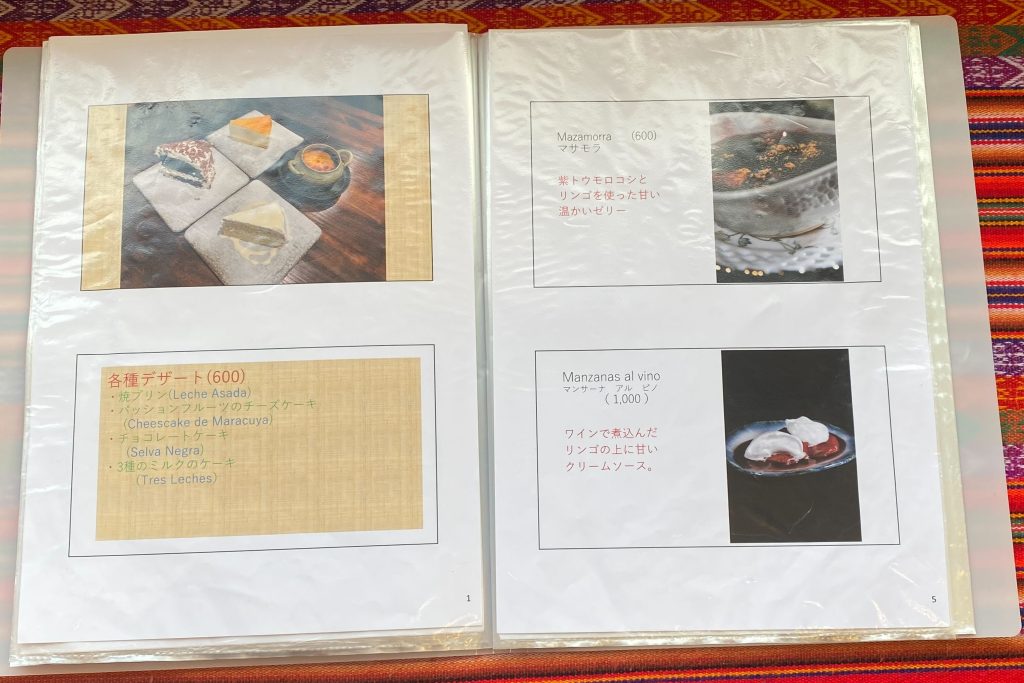 各種デザート(600)
・焼プリン(Leche Asada)
・パッションフルーツのチーズケーキ
(Cheescake de Maracuya)
・チョコレートケーキ
(Selva Negra)
・3種のミルクのケーキ
(Tres Leches)
1
Mazamorra (600)
マサモラ
紫トウモロコシと
リンゴを使った甘い
温かいゼリー
Manzanas al vino
マンサーナ アル ビノ
( 1,000 )
ワインで煮込んだ
リンゴの上に甘い
クリームソース。
5